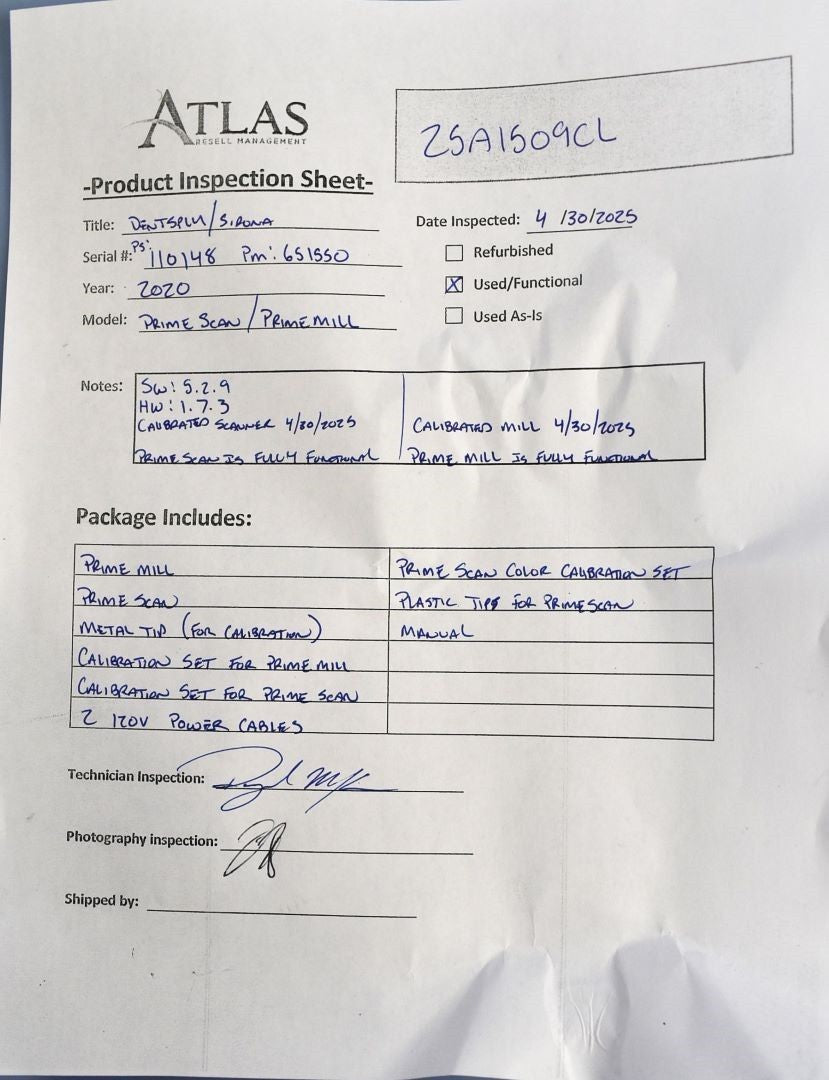 ATLAS
RESELL MANAGEMENT
25A1509CL
-Product Inspection Sheet-
Title: DENTSPLY/SIRONA
Date Inspected: 4/30/2025
Serial #: PS: 110148 PM: 651550
Refurbished
Year: 2020
X Used/Functional
Model: PRIME SCAN / PRIME MILL
Used As-Is
Notes: SW: 5.2.9
HW: 1.7.3
CALIBRATED SCANNER 4/30/2025 CALIBRATED MILL 4/30/2025
PRIME SCAN IS FULLY FUNCTIONAL PRIME MILL IS FULLY FUNCTIONAL
Package Includes:
PRIME MILL PRIME SCAN COLOR CALIBRATION SET
PRIME SCAN PLASTIC TIPS FOR PRIMESCAN
METAL TIP (FOR CALIBRATION) MANUAL
CALIBRATION SET FOR PRIME MILL
CALIBRATION SET FOR PRIME SCAN
2 120V POWER CABLES
Technician Inspection:
Photography inspection:
Shipped by: